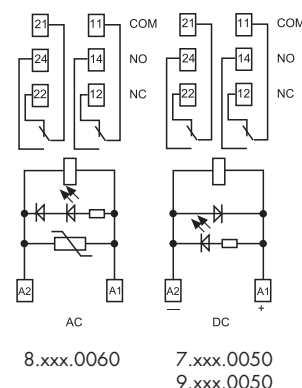 21 11 COM 21 11 COM
24 14 NO 24 14 NO
22 12 NC 22 12 NC
A2 A1 A2 A1
— +
AC DC
8.xxx.0060 7.xxx.0050
9.xxx.0050